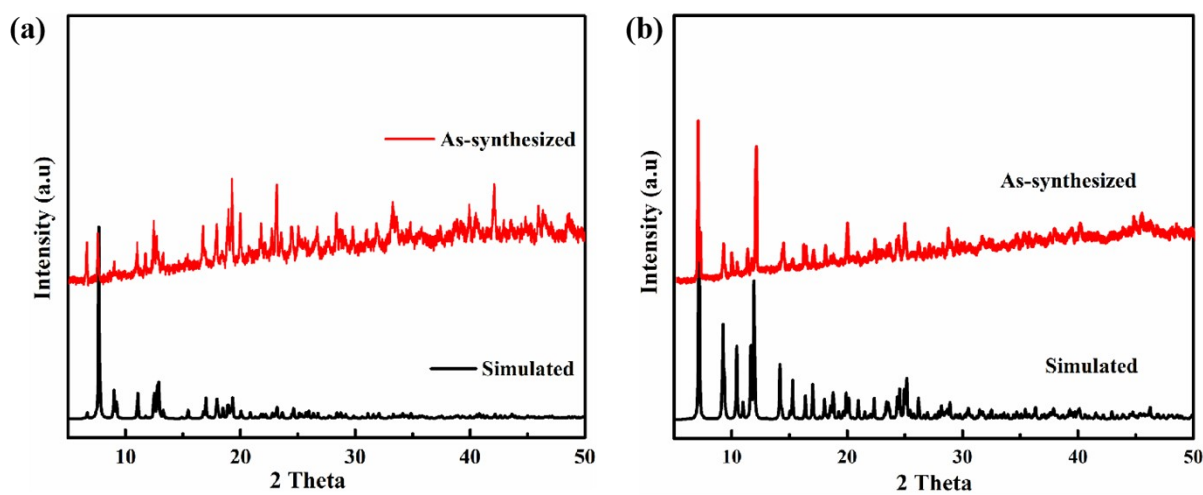 (a)
Intensity (a.u)
As-synthesized
Simulated
10 20 30 40 50
2 Theta
(b)
Intensity (a.u)
As-synthesized
Simulated
10 20 30 40 50
2 Theta